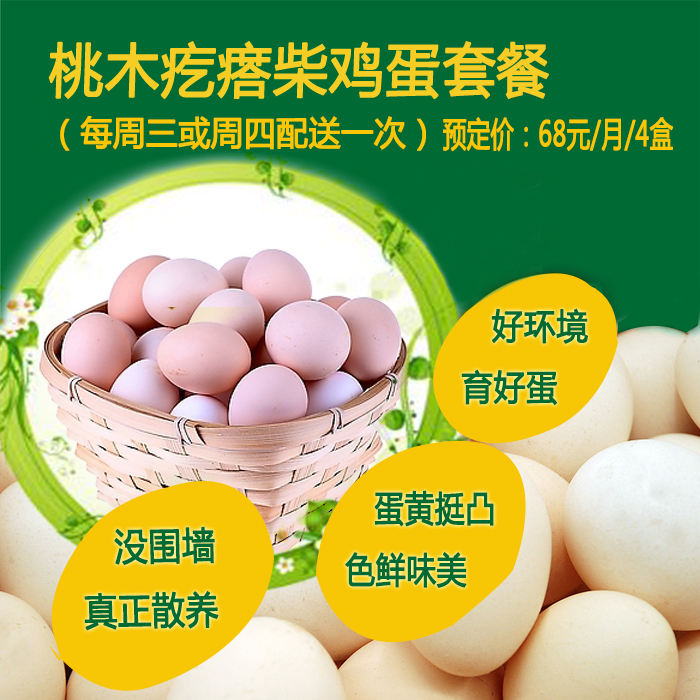 桃木疙瘩柴鸡蛋套餐
（每周三或周四配送一次）预定价：68元/月/4盒
好环境
育好蛋
蛋黄挺凸
色鲜味美
没围墙
真正散养